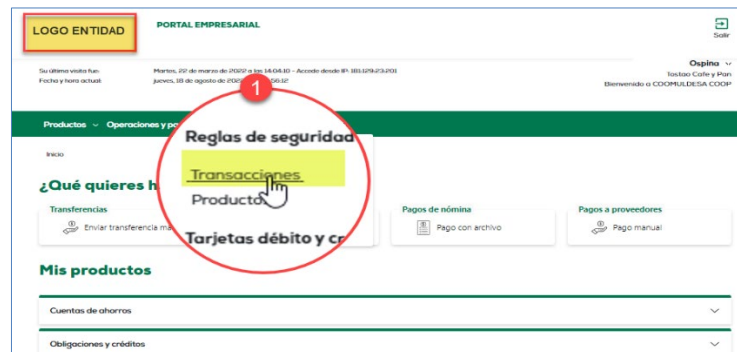 LOGO ENTIDAD
PORTAL EMPRESARIAL
Salir
Su última visita fue: Martes, 22 de marzo de 2022 a las 14:04:10 - Accede desde IP: 181.129.23.201
Fecha y hora actual: jueves, 18 de agosto de
Ospina
Tostao Cafe y Pan
Bienvenido a COOMULDESA COOP
1
Productos Operaciones y
Reglas de seguridad
Transacciones
Tarjetas débito y
Inicio
¿Qué quieres h
Transferencias
Enviar transferencia
Pagos de nómina
Pago con archivo
Pagos a proveedores
Pago manual
Mis productos
Cuentas de ahorros
Obligaciones y créditos